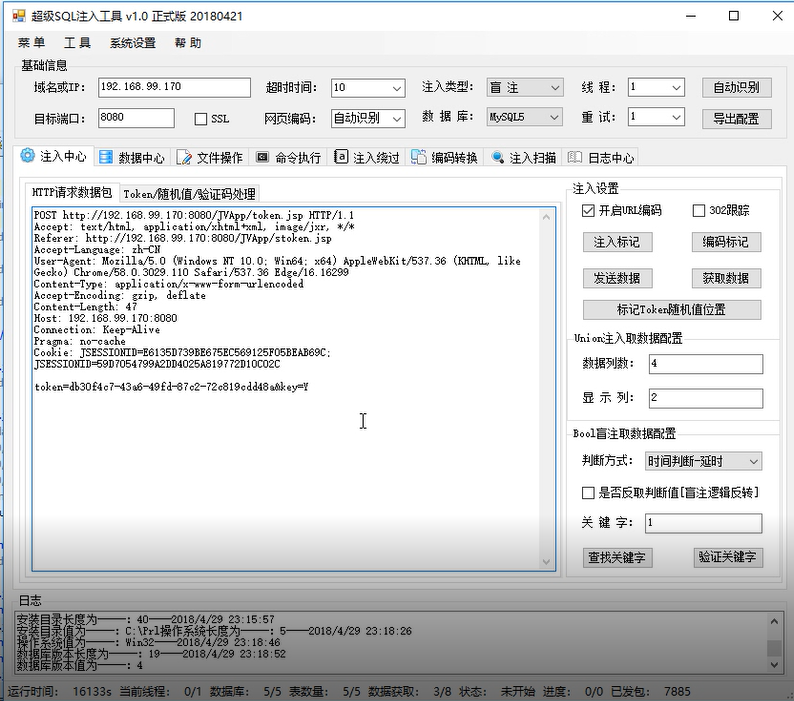 超级SQL注入工具 v1.0 正式版 20180421
菜 单 工 具 系统设置 帮 助
基础信息
域名或IP: 192.168.99.170 超时时间: 10 注入类型: 盲 注 线 程: 1 自动识别
目标端口: 8080 SSL 网页编码: 自动识别 数 据 库: MySQL5 重 试: 1 导出配置
注入中心 数据中心 文件操作 命令执行 注入绕过 编码转换 注入扫描 日志中心
HTTP请求数据包 Token/随机值/验证码处理
POST http://192.168.99.170:8080/JVApp/token.jsp HTTP/1.1
Accept: text/html, application/xhtml+xml, image/jxr, */*
Referer: http://192.168.99.170:8080/JVApp/stoken.jsp
Accept-Language: zh-CN
User-Agent: Mozilla/5.0 (Windows NT 10.0; Win64; x64) AppleWebKit/537.36 (KHTML, like
Gecko) Chrome/58.0.3029.110 Safari/537.36 Edge/16.16299
Content-Type: application/x-www-form-urlencoded
Accept-Encoding: gzip, deflate
Content-Length: 47
Host: 192.168.99.170:8080
Connection: Keep-Alive
Pragma: no-cache
Cookie: JSESSIONID=E6135D739BE675EC569125F05BEAB69C;
JSESSIONID=59D7054799A2DD4025A819772D10C02C
token=db30f4c7-43a6-49fd-87c2-72c819cdd48a&key=Y
注入设置
开启URL编码 302跟踪
注入标记 编码标记
发送数据 获取数据
标记Token随机值位置
Union注入取数据配置
数据列数: 4
显 示 列: 2
Bool盲注取数据配置
判断方式: 时间判断-延时
是否反取判断值[盲注逻辑反转]
关 键 字: 1
查找关键字 验证关键字
日志
安装目录长度为——: 40——2018/4/29 23:15:57
安装目录值为——: C:\Prl操作系统长度为——: 5——2018/4/29 23:18:26
操作系统值为——: Win32——2018/4/29 23:18:46
数据库版本长度为——: 19——2018/4/29 23:18:52
数据库版本值为——: 4
运行时间: 16133s 当前线程: 0/1 数据库: 5/5 表数量: 5/5 数据获取: 3/8 状态: 未开始 进度: 0/0 已发包: 7885